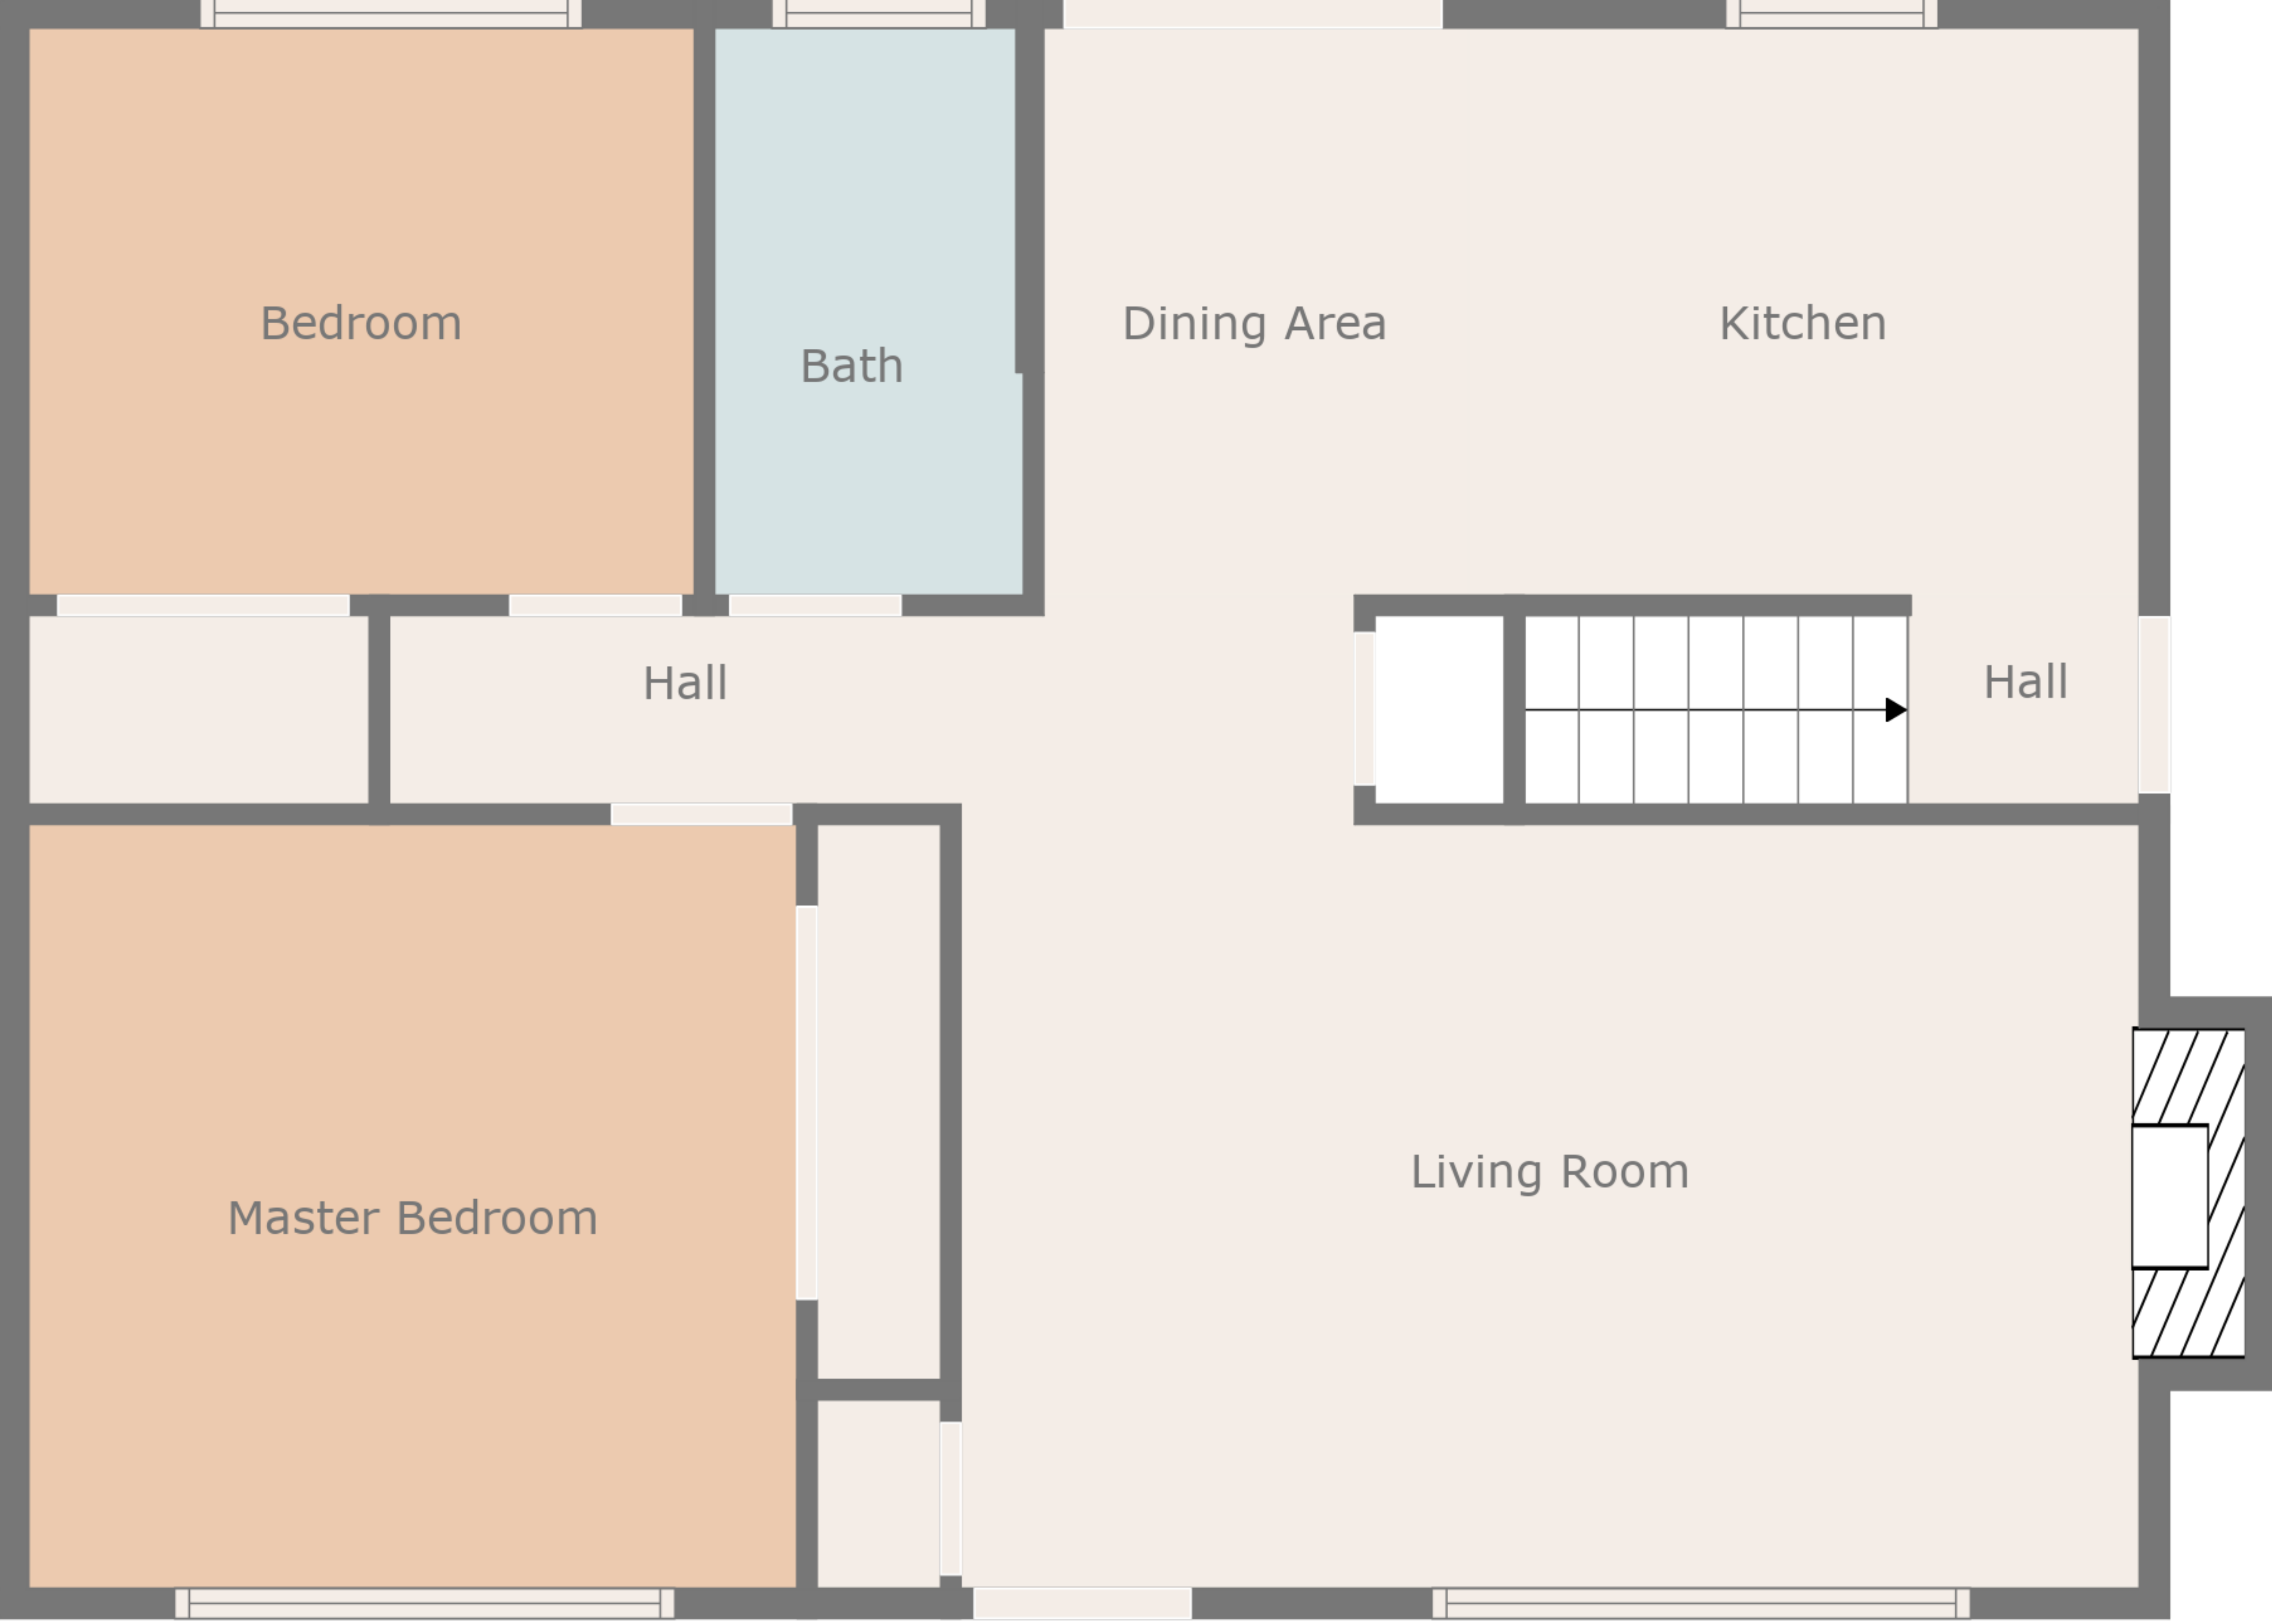 Bedroom
Bath
Dining Area
Kitchen
Hall
Hall
Master Bedroom
Living Room